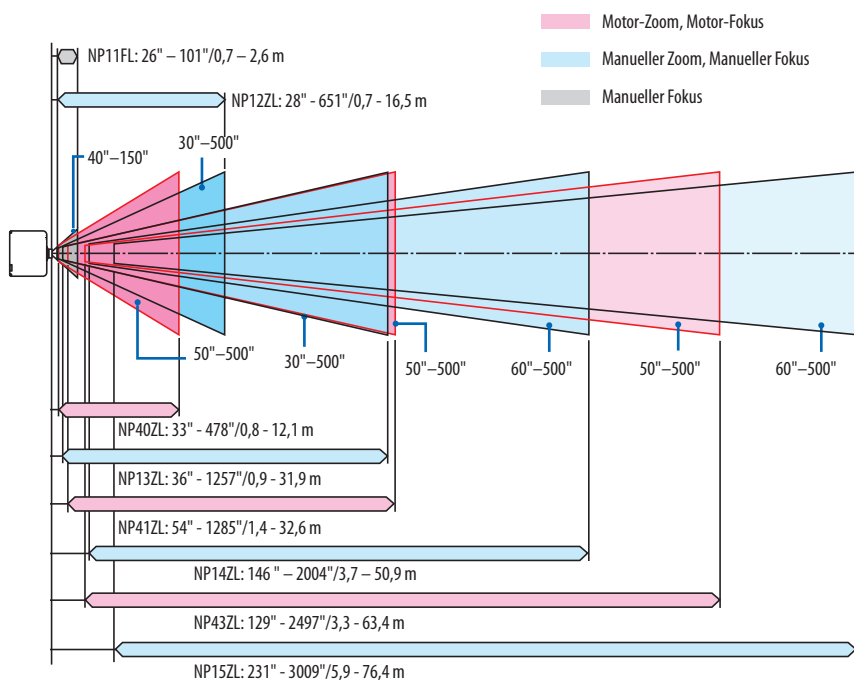 Motor-Zoom, Motor-Fokus
NP11FL: 26" – 101"/0,7 – 2,6 m
Manueller Zoom, Manueller Fokus
NP12ZL: 28" - 651"/0,7 - 16,5 m
Manueller Fokus
30"–500"
40"–150"
50"–500"
30"–500"
50"–500"
60"–500"
50"–500"
60"–500"
NP40ZL: 33" - 478"/0,8 - 12,1 m
NP13ZL: 36" - 1257"/0,9 - 31,9 m
NP41ZL: 54" - 1285"/1,4 - 32,6 m
NP14ZL: 146 " – 2004"/3,7 – 50,9 m
NP43ZL: 129" - 2497"/3,3 - 63,4 m
NP15ZL: 231" - 3009"/5,9 - 76,4 m